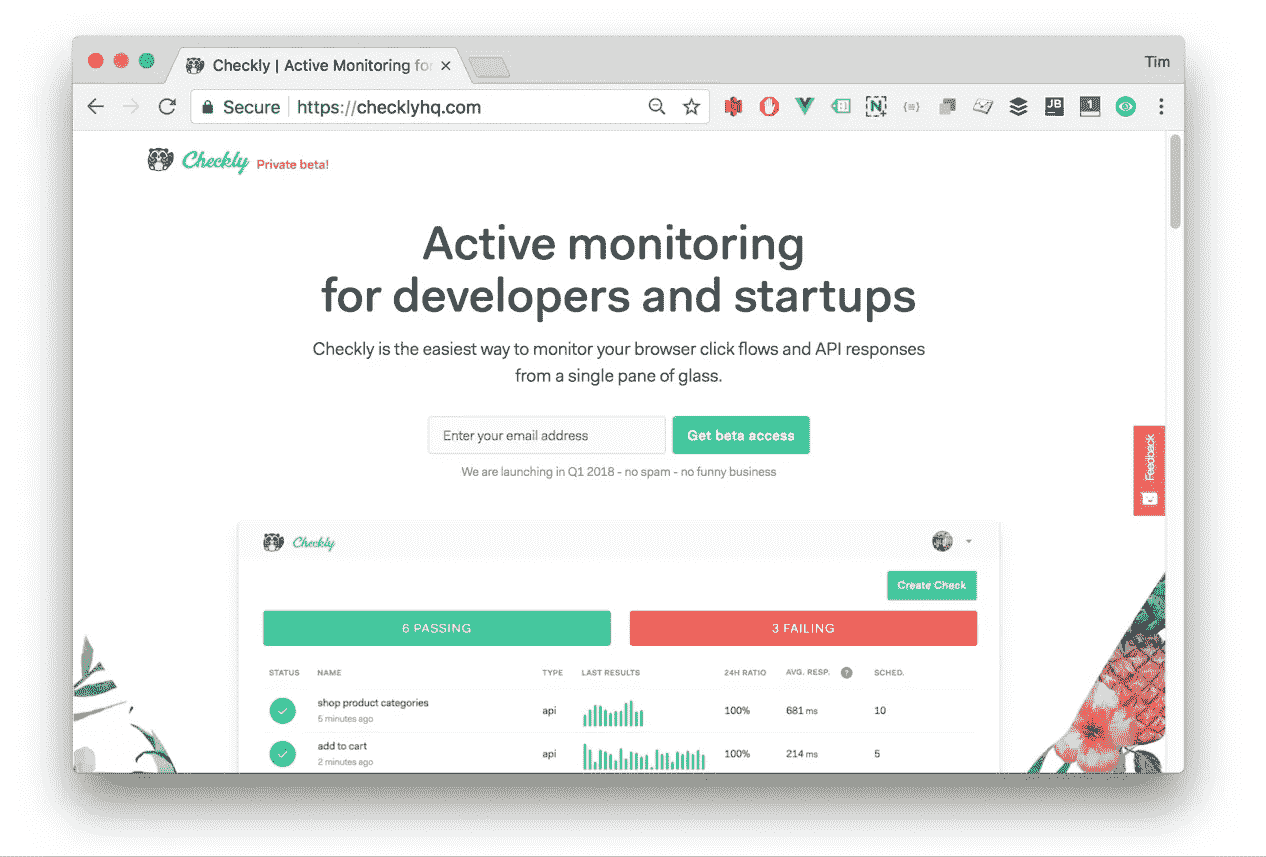 Checkly | Active Monitoring fo
Tim
Secure
https://checklyhq.com
JB
1
N
Checkly Private beta!
Active monitoring
for developers and startups
Checkly is the easiest way to monitor your browser click flows and API responses
from a single pane of glass.
Enter your email address
Get beta access
We are launching in Q1 2018 - no spam - no funny business
Feedback
Checkly
Create Check
6 PASSING
3 FAILING
STATUS NAME TYPE LAST RESULTS 24H RATIO AVG. RESP. ? SCHED.
shop product categories
5 minutes ago
api 100% 681 ms 10
add to cart
2 minutes ago
api 100% 214 ms 5